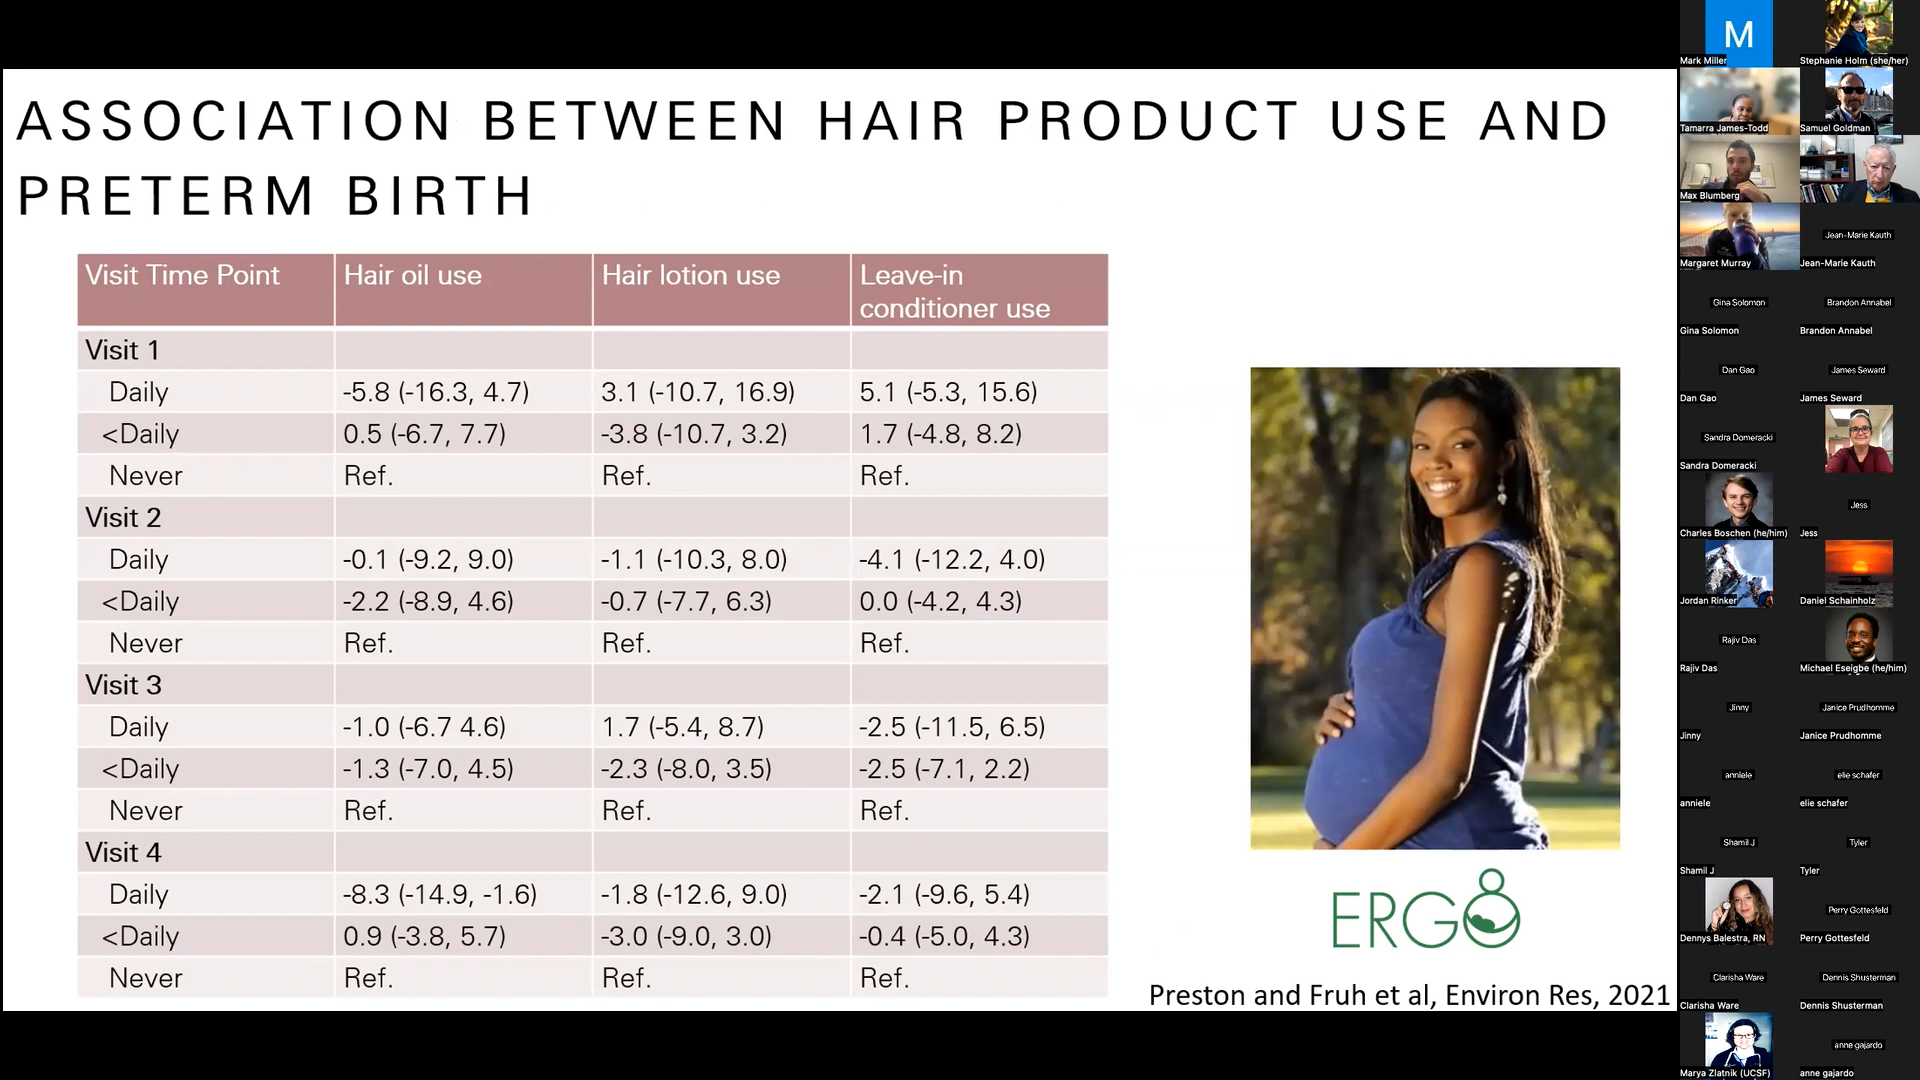 ASSOCIATION BETWEEN HAIR PRODUCT USE AND
PRETERM BIRTH
Visit Time Point Hair oil use Hair lotion use Leave-in
conditioner use
Visit 1
Daily -5.8 (-16.3, 4.7) 3.1 (-10.7, 16.9) 5.1 (-5.3, 15.6)
<Daily 0.5 (-6.7, 7.7) -3.8 (-10.7, 3.2) 1.7 (-4.8, 8.2)
Never Ref. Ref. Ref.
Visit 2
Daily -0.1 (-9.2, 9.0) -1.1 (-10.3, 8.0) -4.1 (-12.2, 4.0)
<Daily -2.2 (-8.9, 4.6) -0.7 (-7.7, 6.3) 0.0 (-4.2, 4.3)
Never Ref. Ref. Ref.
Visit 3
Daily -1.0 (-6.7 4.6) 1.7 (-5.4, 8.7) -2.5 (-11.5, 6.5)
<Daily -1.3 (-7.0, 4.5) -2.3 (-8.0, 3.5) -2.5 (-7.1, 2.2)
Never Ref. Ref. Ref.
Visit 4
Daily -8.3 (-14.9, -1.6) -1.8 (-12.6, 9.0) -2.1 (-9.6, 5.4)
<Daily 0.9 (-3.8, 5.7) -3.0 (-9.0, 3.0) -0.4 (-5.0, 4.3)
Never Ref. Ref. Ref.
ERGO
Preston and Fruh et al, Environ Res, 2021
M
Mark Miller Stephanie Holm (she/her)
Tamarra James-Todd Samuel Goldman
Max Blumberg
Jean-Marie Kauth
Margaret Murray Jean-Marie Kauth
Gina Solomon Brandon Annabel
Gina Solomon Brandon Annabel
Dan Gao James Seward
Dan Gao James Seward
Sandra Domeracki
Sandra Domeracki
Jess
Charles Boschen (he/him) Jess
Jordan Rinker Daniel Schainholz
Rajiv Das
Rajiv Das Michael Eseigbe (he/him)
Jinny Janice Prudhomme
Jinny Janice Prudhomme
anniele elie schafer
anniele elie schafer
Shamil J Tyler
Shamil J Tyler
Perry Gottesfeld
Dennys Balestra, RN Perry Gottesfeld
Clarisha Ware Dennis Shusterman
Clarisha Ware Dennis Shusterman
anne gajardo
Marya Zlatnik (UCSF) anne gajardo